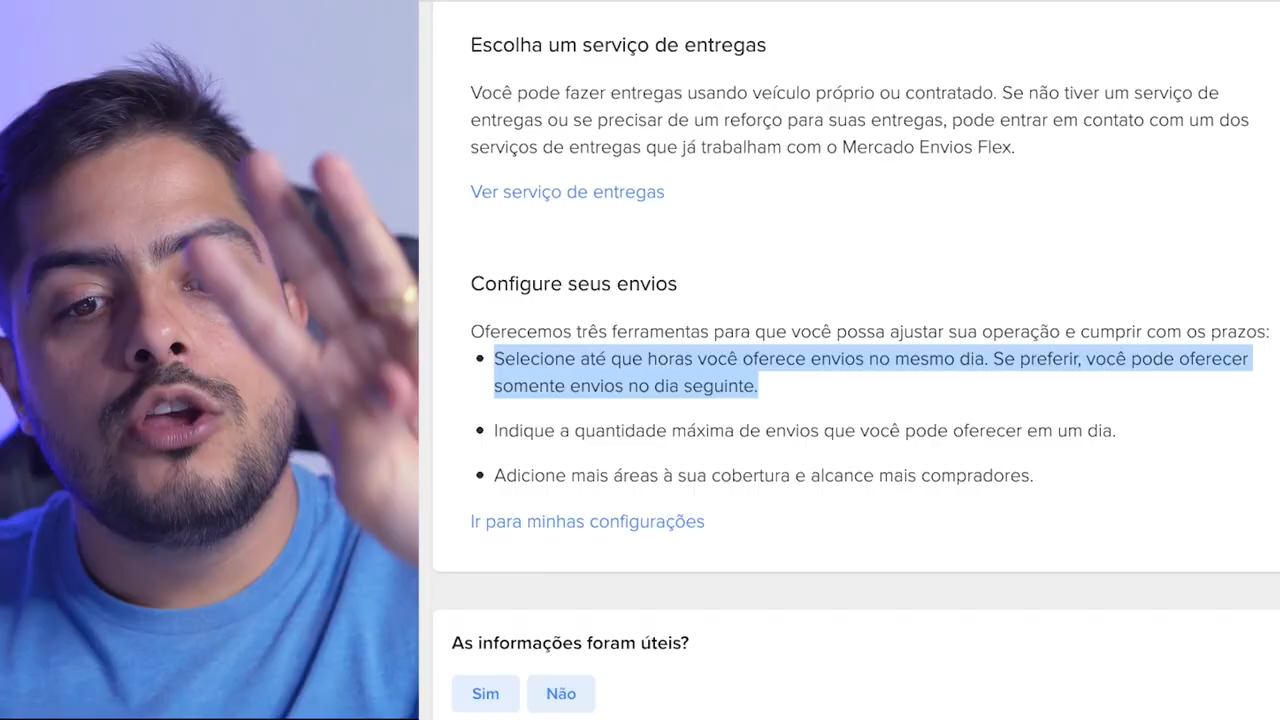 Escolha um serviço de entregas
Você pode fazer entregas usando veículo próprio ou contratado. Se não tiver um serviço de
entregas ou se precisar de um reforço para suas entregas, pode entrar em contato com um dos
serviços de entregas que já trabalham com o Mercado Envios Flex.
Ver serviço de entregas
Configure seus envios
Oferecemos três ferramentas para que você possa ajustar sua operação e cumprir com os prazos:
• Selecione até que horas você oferece envios no mesmo dia. Se preferir, você pode oferecer
somente envios no dia seguinte.
• Indique a quantidade máxima de envios que você pode oferecer em um dia.
• Adicione mais áreas à sua cobertura e alcance mais compradores.
Ir para minhas configurações
As informações foram úteis?
Sim Não